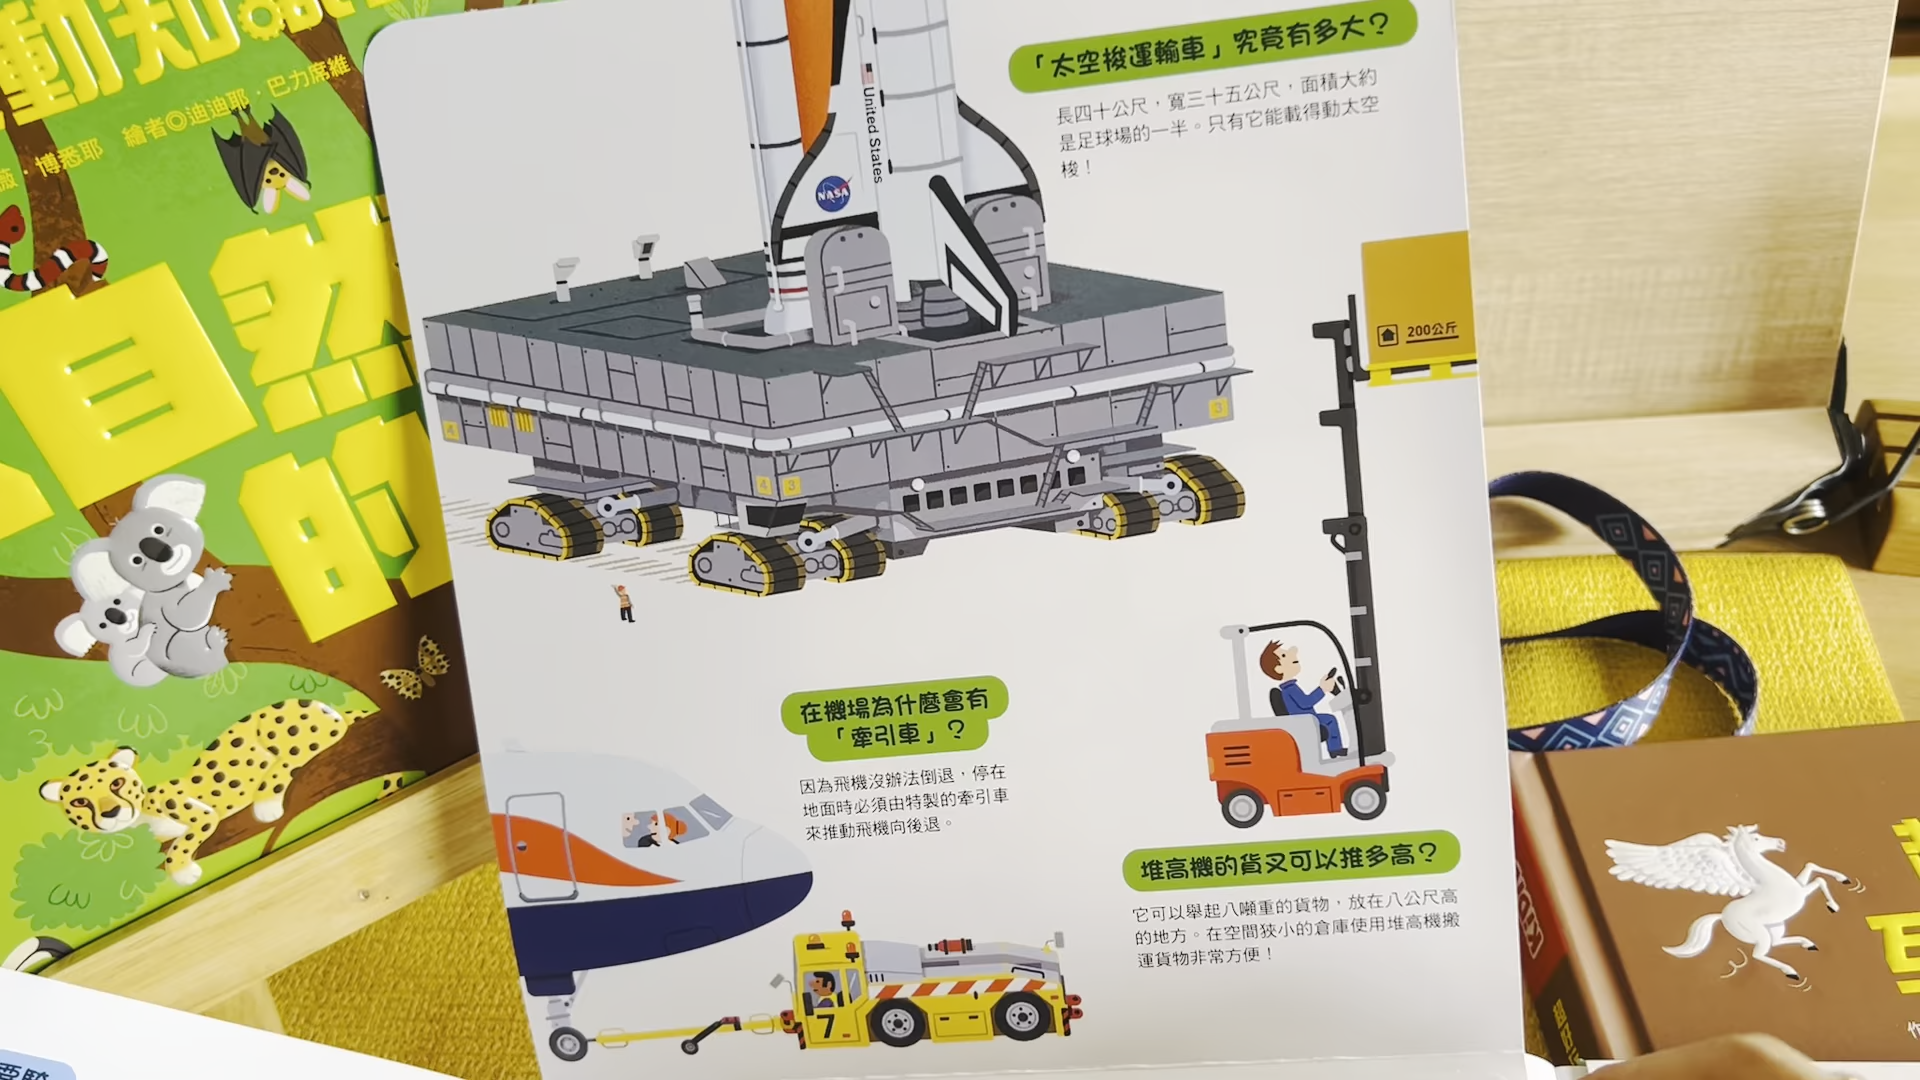 「太空梭運輸車」究竟有多大？
長四十公尺，寬三十五公尺，面積大約
是足球場的一半。只有它能載得動太空
梭！
United States
NASA
200公斤
4
4
3
3
在機場為什麼會有
「牽引車」？
因為飛機沒辦法倒退，停在
地面時必須由特製的牽引車
來推動飛機向後退。
7
堆高機的貨叉可以推多高？
它可以舉起八噸重的貨物，放在八公尺高
的地方。在空間狹小的倉庫使用堆高機搬
運貨物非常方便！
動知識
薇．博悉耶 繪者◎迪迪耶．巴力席維
自然
的